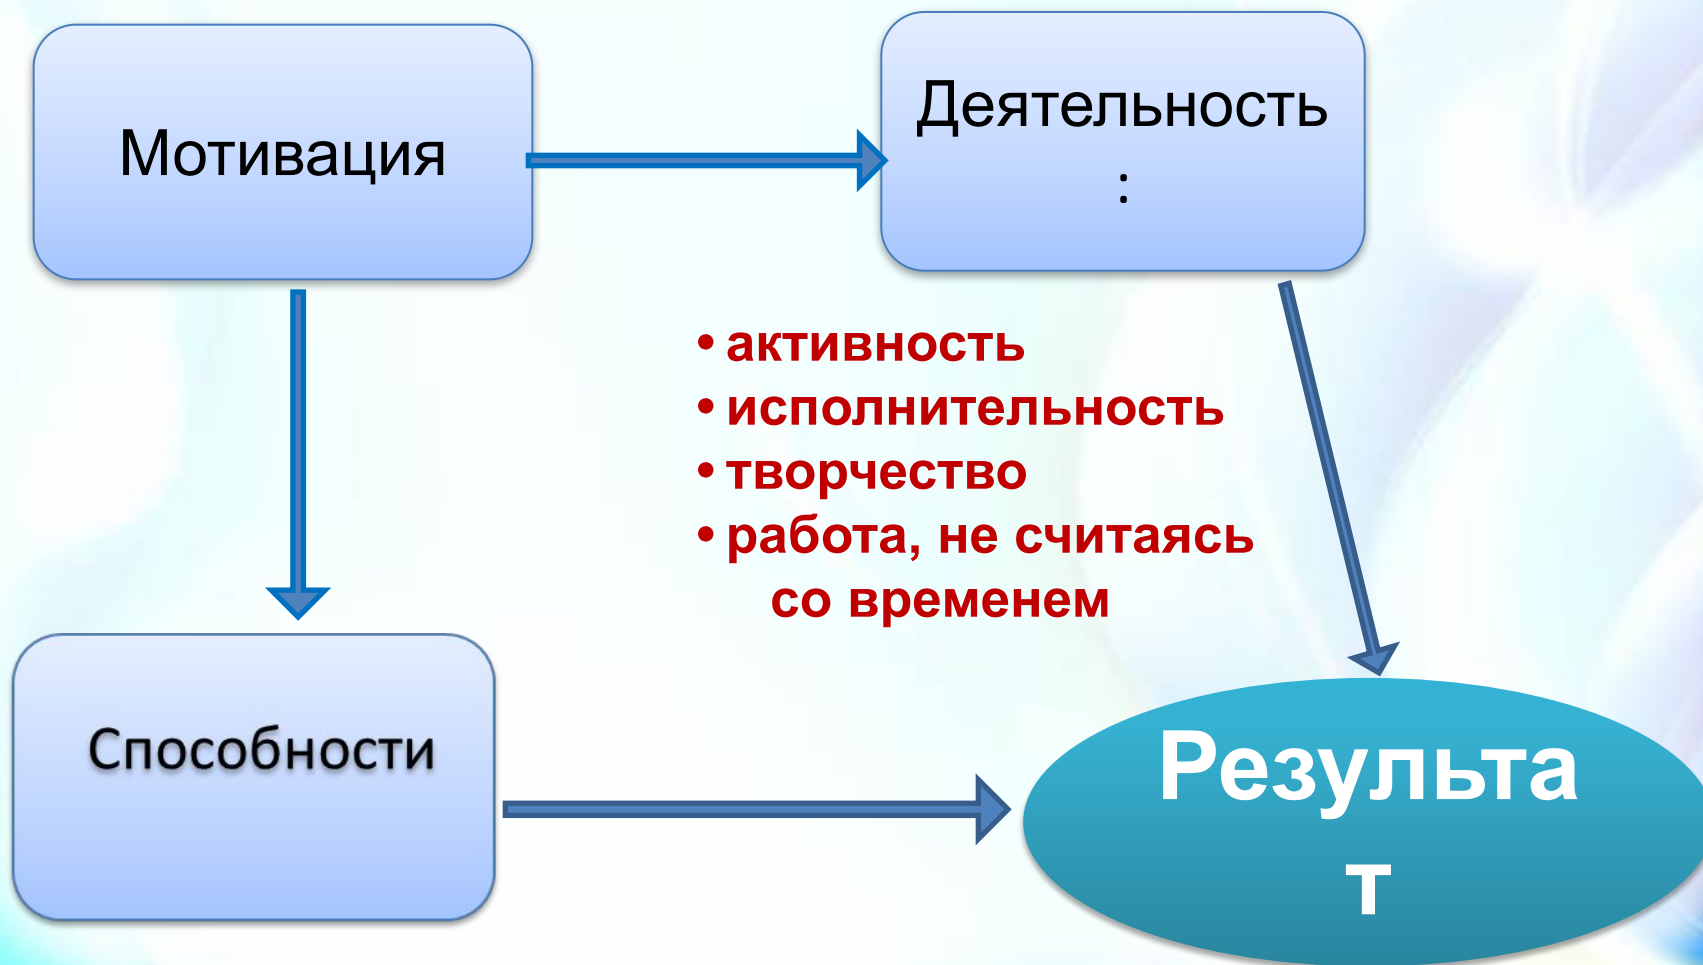 Мотивация
Деятельность
:
• активность
• исполнительность
• творчество
• работа, не считаясь
со временем
Способности
Результа
т